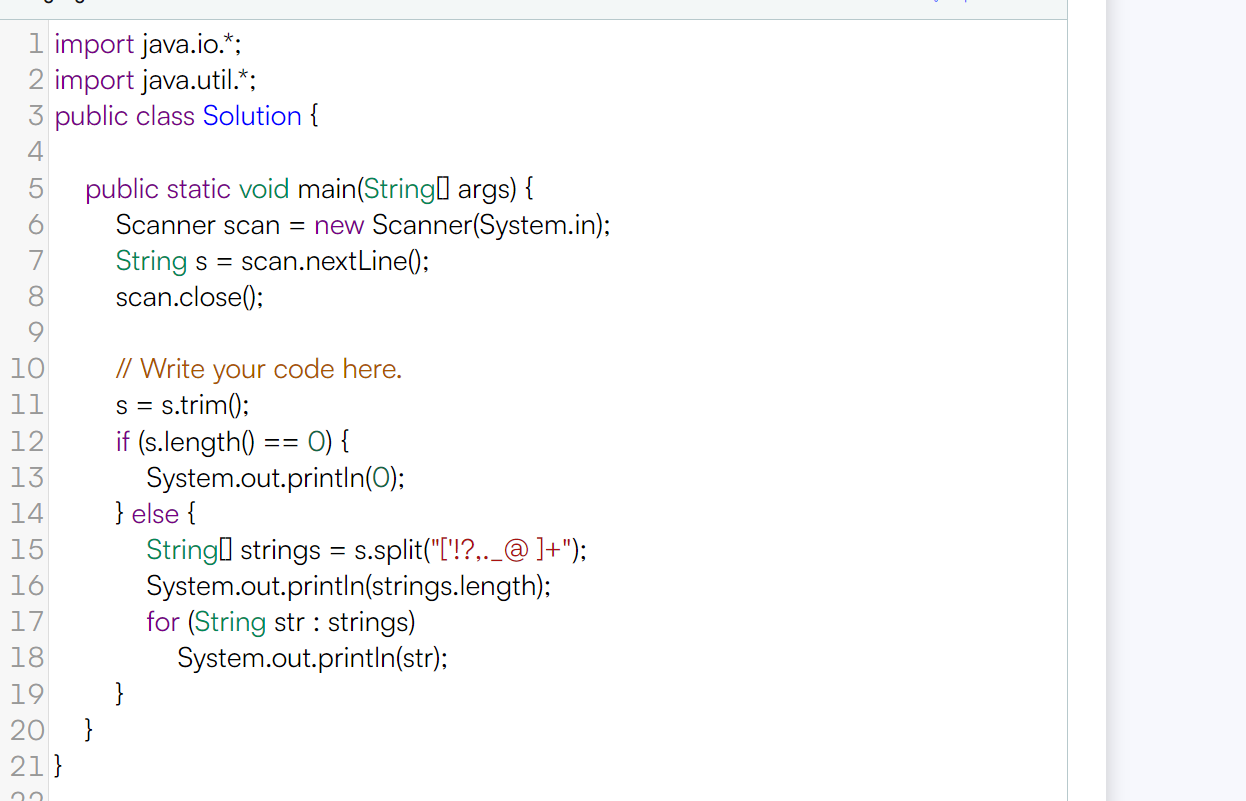 1 import java.io.*;
2 import java.util.*;
3 public class Solution {
4
5 public static void main(String[] args) {
6 Scanner scan = new Scanner(System.in);
7 String s = scan.nextLine();
8 scan.close();
9
10 // Write your code here.
11 s = s.trim();
12 if (s.length() == 0) {
13 System.out.println(0);
14 } else {
15 String[] strings = s.split("['!?,._@ ]+");
16 System.out.println(strings.length);
17 for (String str : strings)
18 System.out.println(str);
19 }
20 }
21 }